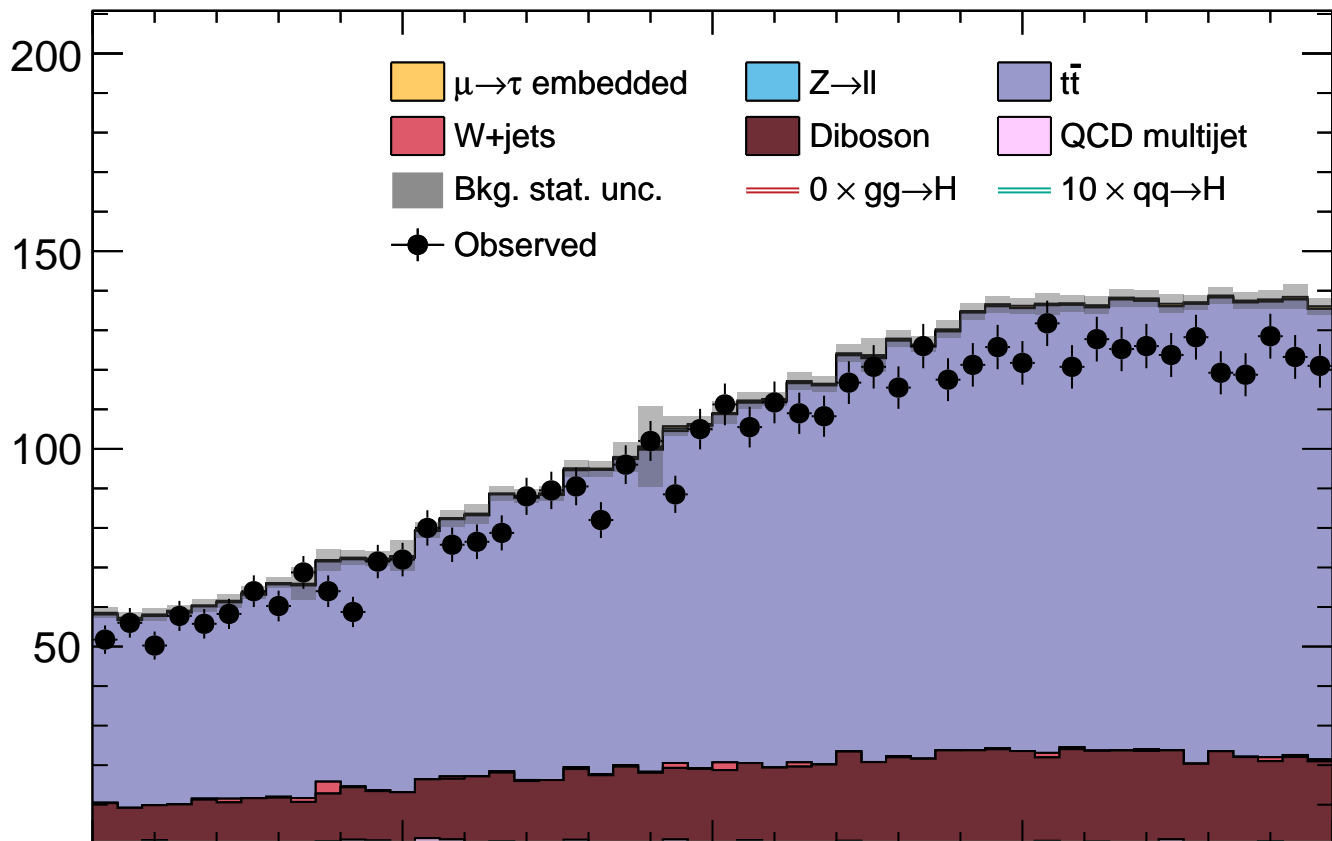 200
μ→τ embedded Z→ll tt̄
W+jets Diboson QCD multijet
Bkg. stat. unc. 0 × gg→H 10 × qq→H
150
Observed
100
50